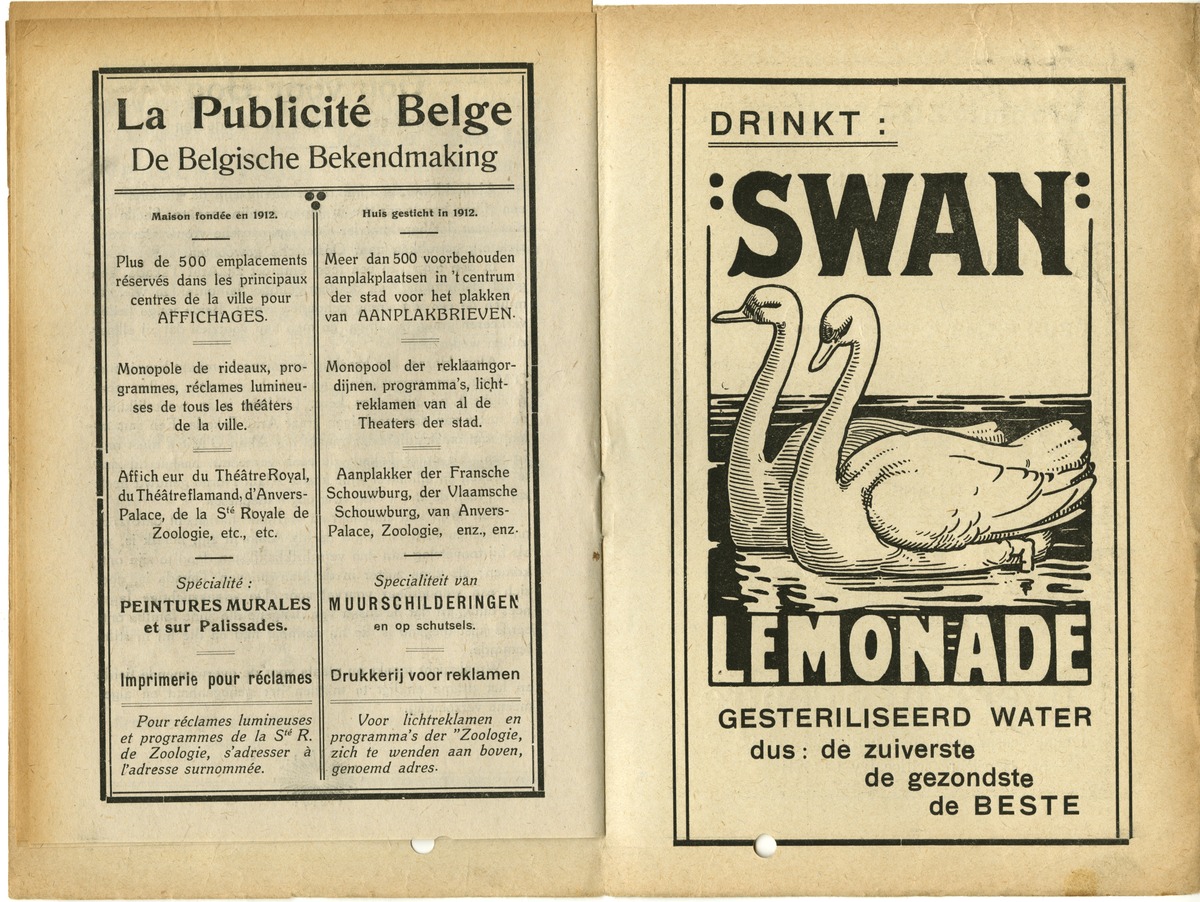 La Publicité Belge
De Belgische Bekendmaking
Maison fondée en 1912.
Plus de 500 emplacements
réservés dans les principaux
centres de la ville pour
AFFICHAGES.
Monopole de rideaux, pro-
grammes, réclames lumineu-
ses de tous les théâters
de la ville.
Affich eur du Théâtre Royal,
du Théâtre flamand, d'Anvers-
Palace, de la Sté Royale de
Zoologie, etc., etc.
Spécialité :
PEINTURES MURALES
et sur Palissades.
Imprimerie pour réclames
Pour réclames lumineuses
et programmes de la Sté R.
de Zoologie, s'adresser à
l'adresse surnommée.
Huis gesticht in 1912.
Meer dan 500 voorbehouden
aanplakplaatsen in 't centrum
der stad voor het plakken
van AANPLAKBRIEVEN.
Monopool der reklaamgor-
dijnen. programma's, licht-
reklamen van al de
Theaters der stad.
Aanplakker der Fransche
Schouwburg, der Vlaamsche
Schouwburg, van Anvers-
Palace, Zoologie, enz., enz.
Specialiteit van
MUURSCHILDERINGEN
en op schutsels.
Drukkerij voor reklamen
Voor lichtreklamen en
programma's der "Zoologie,
zich te wenden aan boven,
genoemd adres.
DRINKT :
:SWAN:
LEMONADE
GESTERILISEERD WATER
dus : de zuiverste
de gezondste
de BESTE